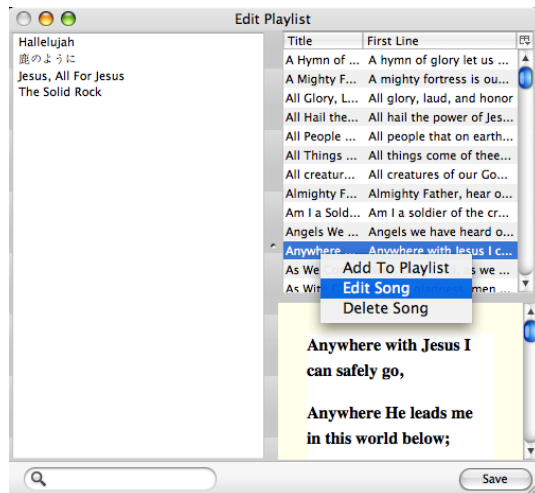 Edit Playlist
Hallelujah
鹿のように
Jesus, All For Jesus
The Solid Rock
Title First Line
A Hymn of ... A hymn of glory let us ...
A Mighty F... A mighty fortress is ou...
All Glory, L... All glory, laud, and honor
All Hail the... All hail the power of Jes...
All People ... All people that on earth...
All Things ... All things come of thee...
All creatur... All creatures of our Go...
Almighty F... Almighty Father, hear o...
Am I a Sold... Am I a soldier of the cr...
Angels We ... Angels we have heard o...
Anywhere ... Anywhere with Jesus I c...
As We s we ...
As With men ...
Add To Playlist
Edit Song
Delete Song
Anywhere with Jesus I
can safely go,
Anywhere He leads me
in this world below;
Save